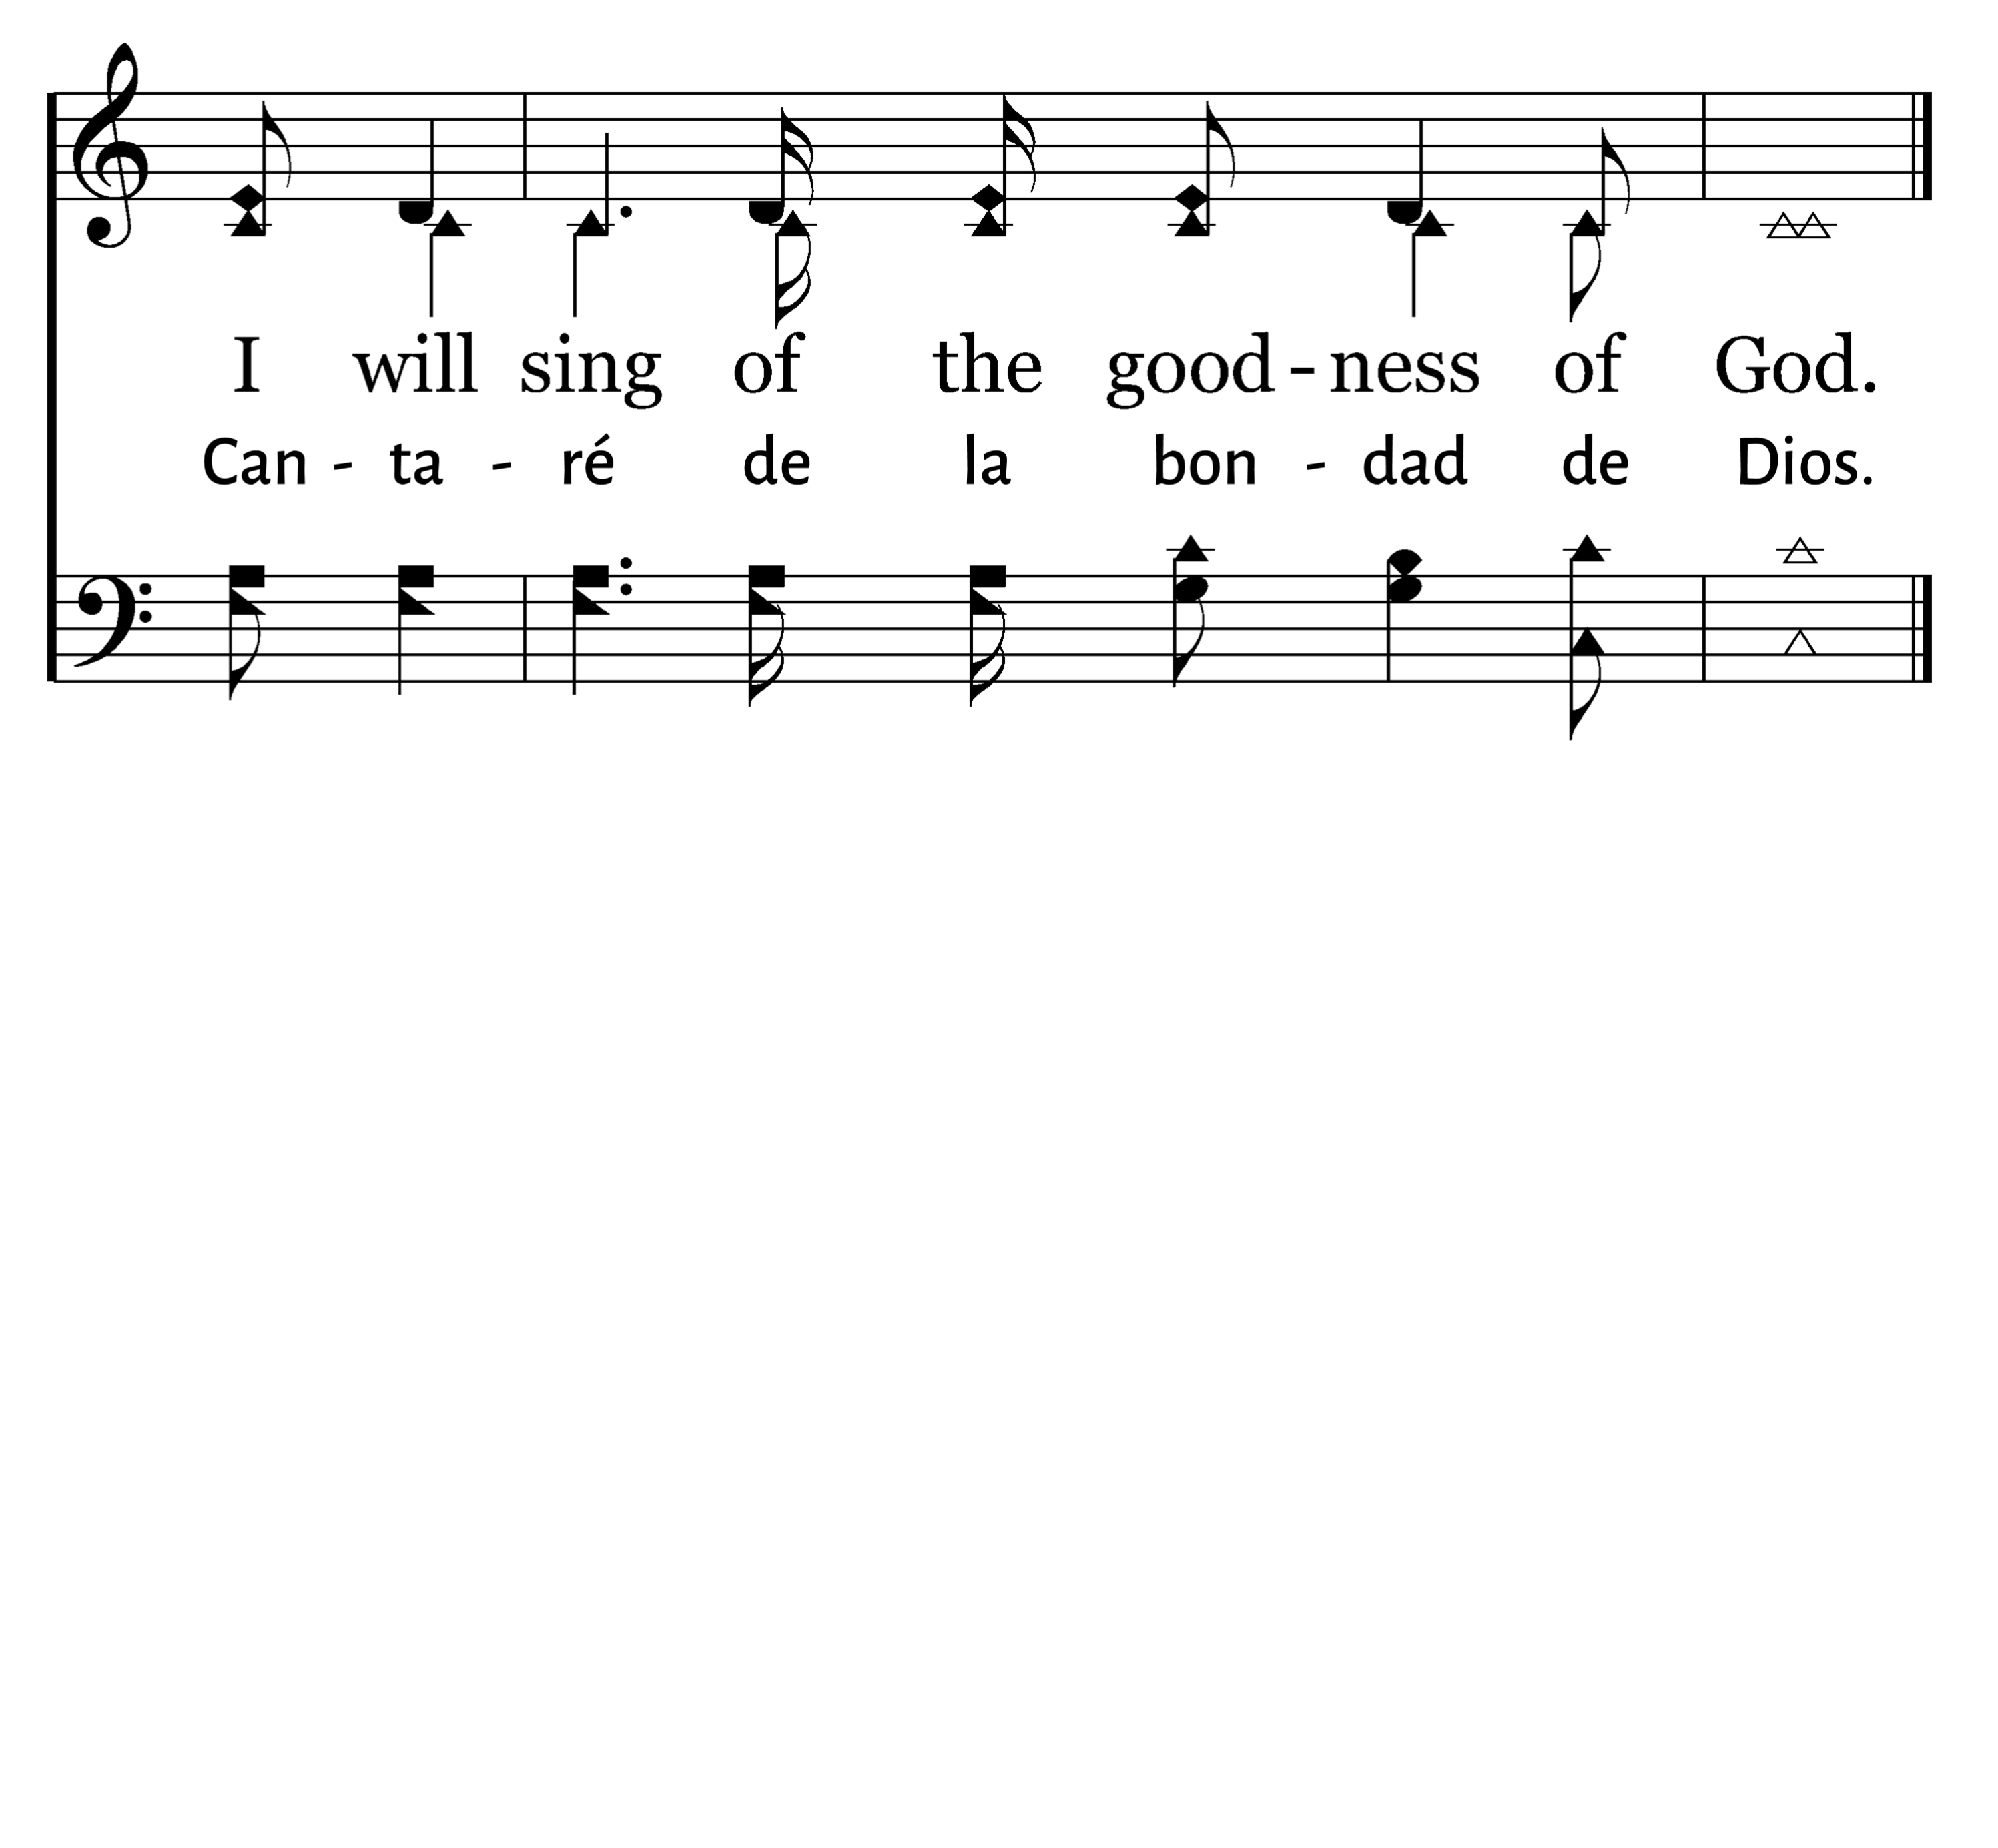 I will sing of the good - ness of God.
Can - ta - ré de la bon - dad de Dios.